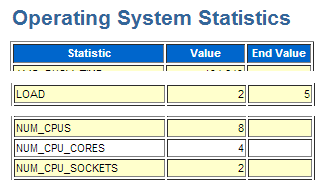 Operating System Statistics
Statistic Value End Value
LOAD 2 5
NUM_CPUS 8
NUM_CPU_CORES 4
NUM_CPU_SOCKETS 2